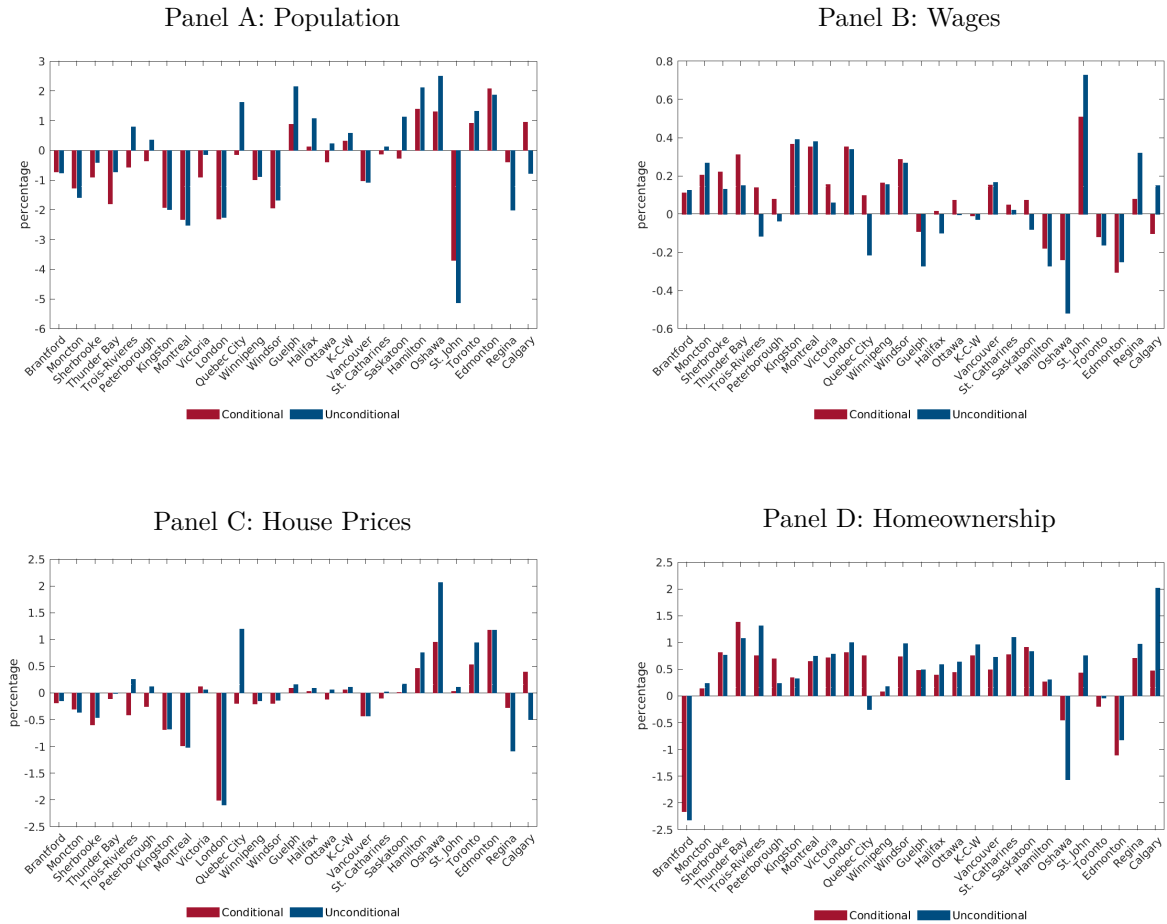 Panel A: Population
3
2
1
0
-1
-2
-3
-4
-5
-6
percentage
Brantford
Moncton
Sherbrooke
Thunder Bay
Trois-Rivieres
Peterborough
Kingston
Montreal
Victoria
London
Quebec City
Winnipeg
Windsor
Guelph
Halifax
Ottawa
K-C-W
Vancouver
St. Catharines
Saskatoon
Hamilton
Oshawa
St. John
Toronto
Edmonton
Regina
Calgary
Conditional Unconditional
Panel B: Wages
0.8
0.6
0.4
0.2
0
-0.2
-0.4
-0.6
percentage
Brantford
Moncton
Sherbrooke
Thunder Bay
Trois-Rivieres
Peterborough
Kingston
Montreal
Victoria
London
Quebec City
Winnipeg
Windsor
Guelph
Halifax
Ottawa
K-C-W
Vancouver
St. Catharines
Saskatoon
Hamilton
Oshawa
St. John
Toronto
Edmonton
Regina
Calgary
Conditional Unconditional
Panel C: House Prices
2.5
2
1.5
1
0.5
0
-0.5
-1
-1.5
-2
-2.5
percentage
Brantford
Moncton
Sherbrooke
Thunder Bay
Trois-Rivieres
Peterborough
Kingston
Montreal
Victoria
London
Quebec City
Winnipeg
Windsor
Guelph
Halifax
Ottawa
K-C-W
Vancouver
St. Catharines
Saskatoon
Hamilton
Oshawa
St. John
Toronto
Edmonton
Regina
Calgary
Conditional Unconditional
Panel D: Homeownership
2.5
2
1.5
1
0.5
0
-0.5
-1
-1.5
-2
-2.5
percentage
Brantford
Moncton
Sherbrooke
Thunder Bay
Trois-Rivieres
Peterborough
Kingston
Montreal
Victoria
London
Quebec City
Winnipeg
Windsor
Guelph
Halifax
Ottawa
K-C-W
Vancouver
St. Catharines
Saskatoon
Hamilton
Oshawa
St. John
Toronto
Edmonton
Regina
Calgary
Conditional Unconditional